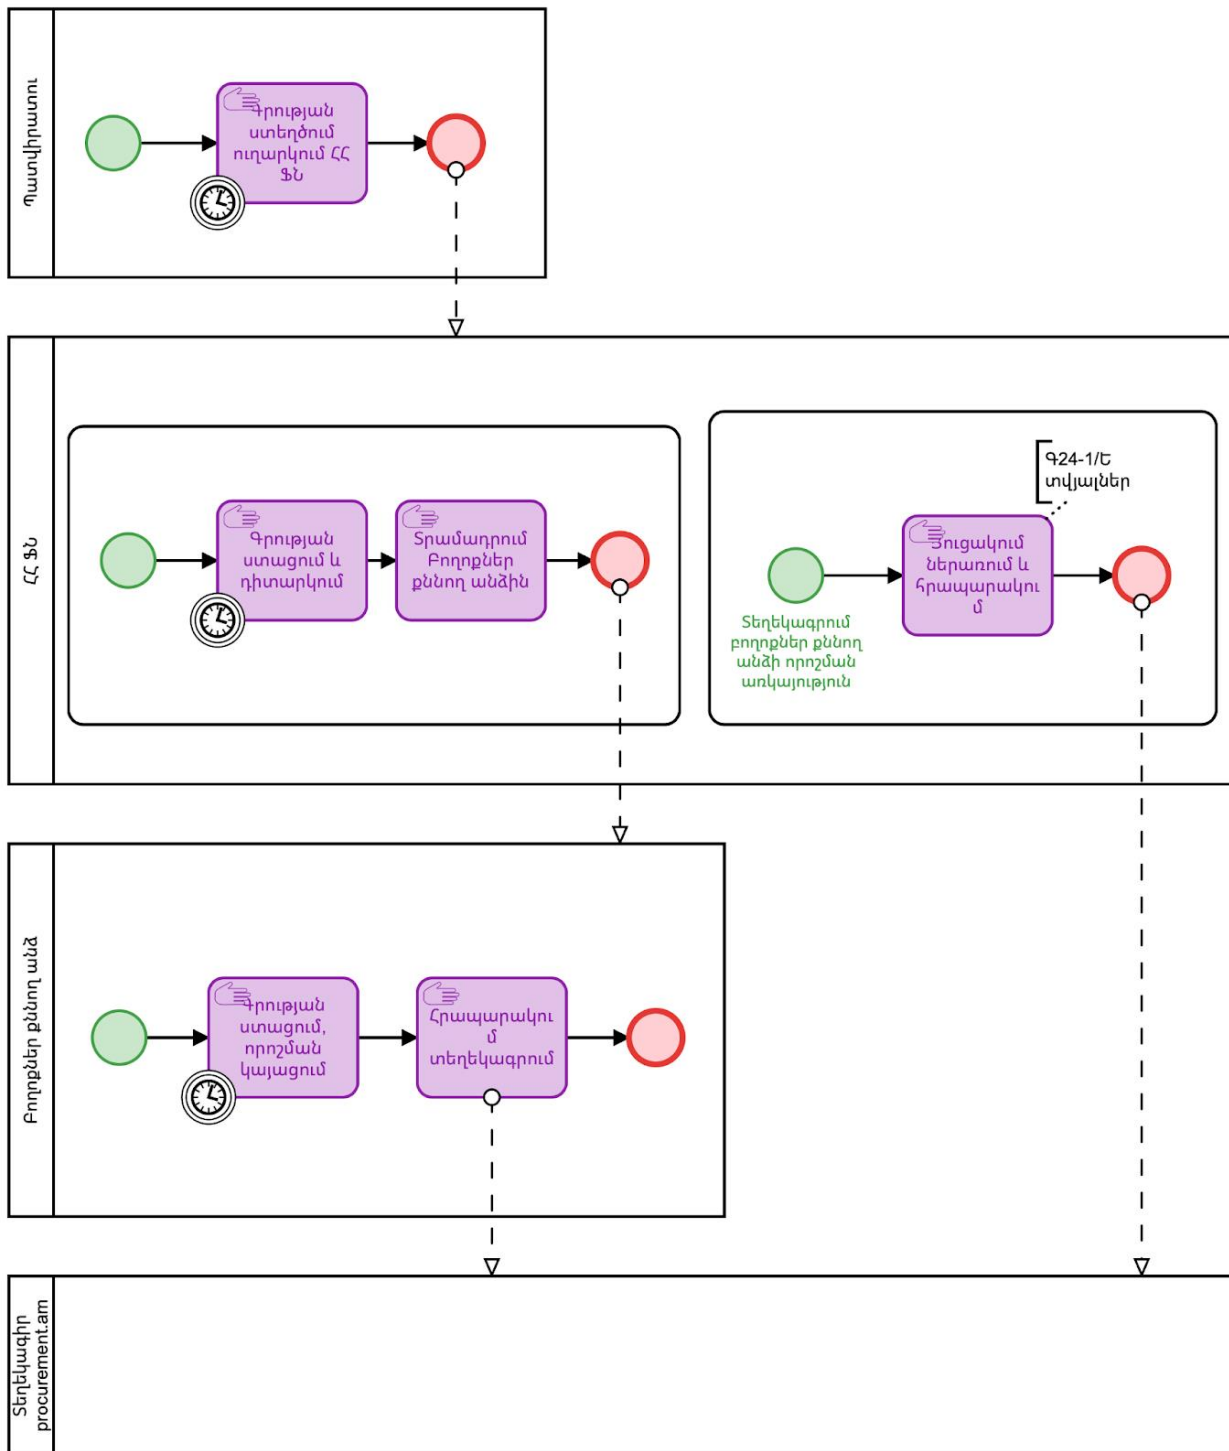 Պատվիրատու
Գրության
ստեղծում
ուղարկում ՀՀ
ՖՆ
ՀՀ ՖՆ
Գրության
ստացում և
դիտարկում
Տրամադրում
Բողոքներ
քննող անձին
Տեղեկագրում
բողոքներ քննող
անձի որոշման
առկայություն
Ցուցակում
ներառում և
հրապարակու
մ
Գ24-1/Ե
տվյալներ
Բողոքներ քննող անձ
Գրության
ստացում,
որոշման
կայացում
Հրապարակու
մ
տեղեկագրում
Տեղեկագիր
procurement.am